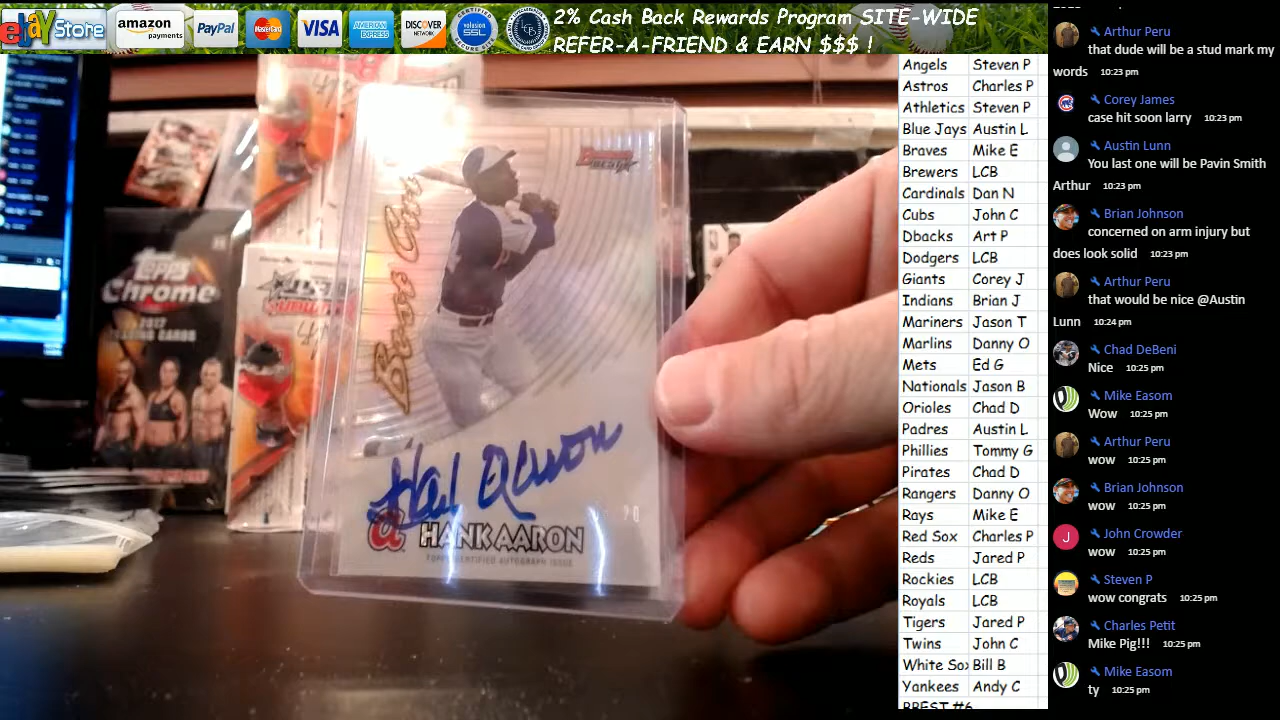 ebay Store
amazon
payments
PayPal
MasterCard
VISA
AMERICAN
EXPRESS
DISCOVER
NETWORK
CERTIFIED
volusion
SSL
2% Cash Back Rewards Program SITE-WIDE
REFER-A-FRIEND & EARN $$$ !
Topps
Chrome
2017
TRADING CARDS
BEST
Hank Aaron
a HANK AARON
TOPPS CERTIFIED AUTOGRAPH ISSUE
Angels Steven P
Astros Charles P
Athletics Steven P
Blue Jays Austin L
Braves Mike E
Brewers LCB
Cardinals Dan N
Cubs John C
Dbacks Art P
Dodgers LCB
Giants Corey J
Indians Brian J
Mariners Jason T
Marlins Danny O
Mets Ed G
Nationals Jason B
Orioles Chad D
Padres Austin L
Phillies Tommy G
Pirates Chad D
Rangers Danny O
Rays Mike E
Red Sox Charles P
Reds Jared P
Rockies LCB
Royals LCB
Tigers Jared P
Twins John C
White Sox Bill B
Yankees Andy C
BBEST #6
Arthur Peru
that dude will be a stud mark my
words 10:23 pm
Corey James
case hit soon larry 10:23 pm
Austin Lunn
You last one will be Pavin Smith
Arthur 10:23 pm
Brian Johnson
concerned on arm injury but
does look solid 10:23 pm
Arthur Peru
that would be nice @Austin
Lunn 10:24 pm
Chad DeBeni
Nice 10:25 pm
Mike Easom
Wow 10:25 pm
Arthur Peru
wow 10:25 pm
Brian Johnson
wow 10:25 pm
J John Crowder
wow 10:25 pm
Steven P
wow congrats 10:25 pm
Charles Petit
Mike Pig!!! 10:25 pm
Mike Easom
ty 10:25 pm